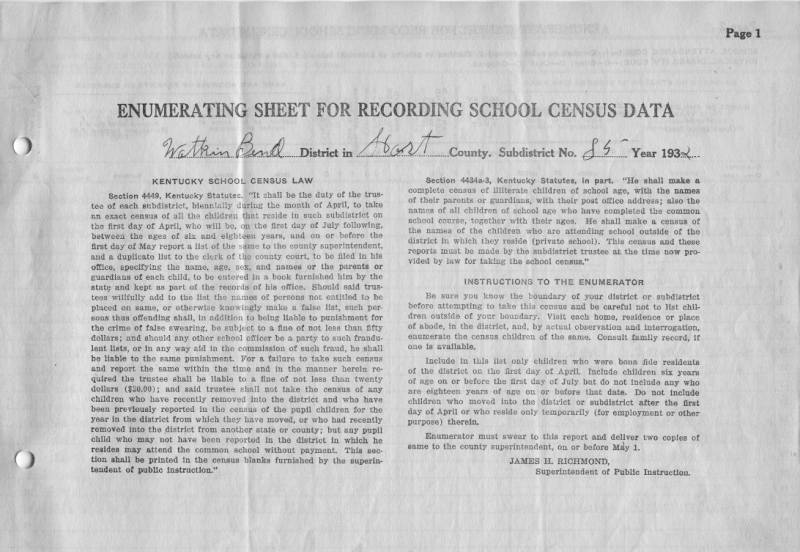 Page 1
ENUMERATING SHEET FOR RECORDING SCHOOL CENSUS DATA
Watkin Bend District in Hart County. Subdistrict No. 85 Year 1932
KENTUCKY SCHOOL CENSUS LAW
Section 4449, Kentucky Statutes. "It shall be the duty of the trus-
tee of each subdistrict, biennially during the month of April, to take
an exact census of all the children that reside in such subdistrict on
the first day of April, who will be, on the first day of July following,
between the ages of six and eighteen years, and on or before the
first day of May report a list of the same to the county superintendent,
and a duplicate list to the clerk of the county court, to be filed in his
office, specifying the name, age, sex, and names or the parents or
guardians of each child, to be entered in a book furnished him by the
state and kept as part of the records of his office. Should said trus-
tees willfully add to the list the names of persons not entitled to be
placed on same, or otherwise knowingly make a false list, such per-
sons thus offending shall, in addition to being liable to punishment for
the crime of false swearing, be subject to a fine of not less than fifty
dollars; and should any other school officer be a party to such fraudu-
lent lists, or in any way aid in the commission of such fraud, he shall
be liable to the same punishment. For a failure to take such census
and report the same within the time and in the manner herein re-
quired the trustee shall be liable to a fine of not less than twenty
dollars ($20.00); and said trustee shall not take the census of any
children who have recently removed into the district and who have
been previously reported in the census of the pupil children for the
year in the district from which they have moved, or who had recently
removed into the district from another state or county; but any pupil
child who may not have been reported in the district in which he
resides may attend the common school without payment. This sec-
tion shall be printed in the census blanks furnished by the superin-
tendent of public instruction."
Section 4434a-3, Kentucky Statutes, in part. "He shall make a
complete census of illiterate children of school age, with the names
of their parents or guardians, with their post office address; also the
names of all children of school age who have completed the common
school course, together with their ages. He shall make a census of
the names of the children who are attending school outside of the
district in which they reside (private school). This census and these
reports must be made by the subdistrict trustee at the time now pro-
vided by law for taking the school census."
INSTRUCTIONS TO THE ENUMERATOR
Be sure you know the boundary of your district or subdistrict
before attempting to take this census and be careful not to list chil-
dren outside of your boundary. Visit each home, residence or place
of abode, in the district, and, by actual observation and interrogation,
enumerate the census children of the same. Consult family record, if
one is available.
Include in this list only children who were bona fide residents
of the district on the first day of April. Include children six years
of age on or before the first day of July but do not include any who
are eighteen years of age on or before that date. Do not include
children who moved into the district or subdistrict after the first
day of April or who reside only temporarily (for employment or other
purpose) therein.
Enumerator must swear to this report and deliver two copies of
same to the county superintendent, on or before May 1.
JAMES H. RICHMOND,
Superintendent of Public Instruction.